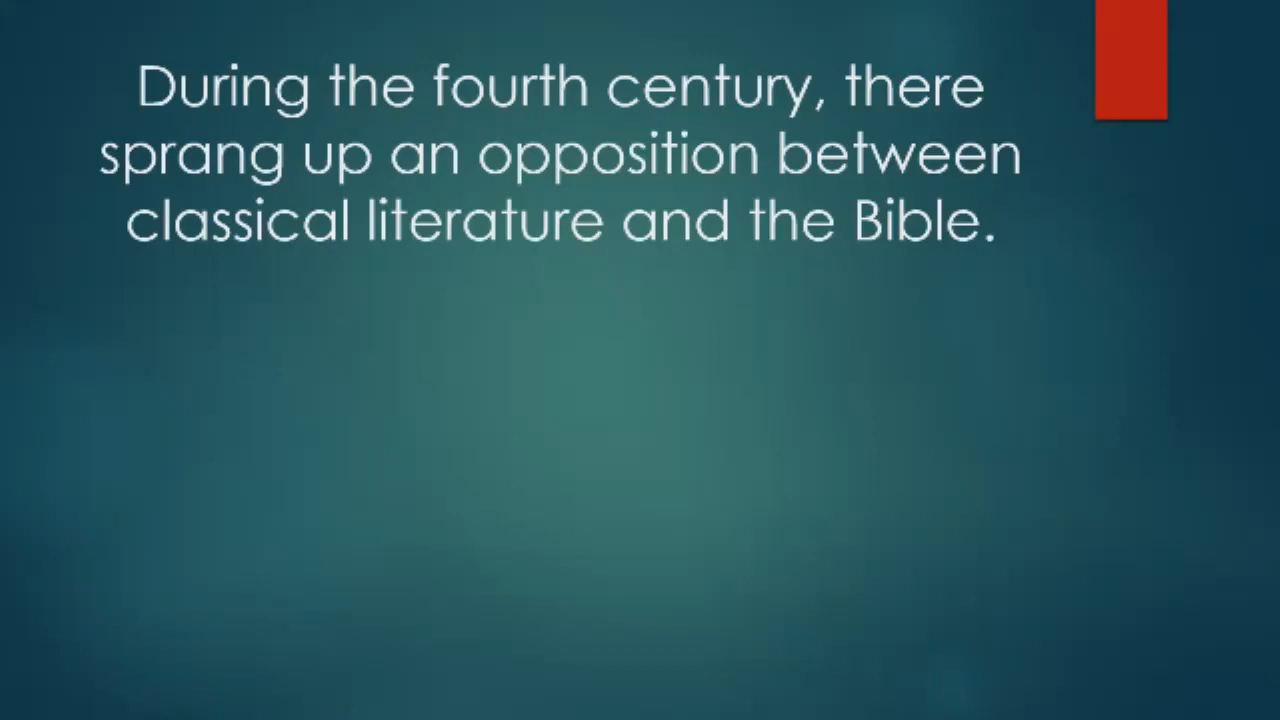 During the fourth century, there
sprang up an opposition between
classical literature and the Bible.